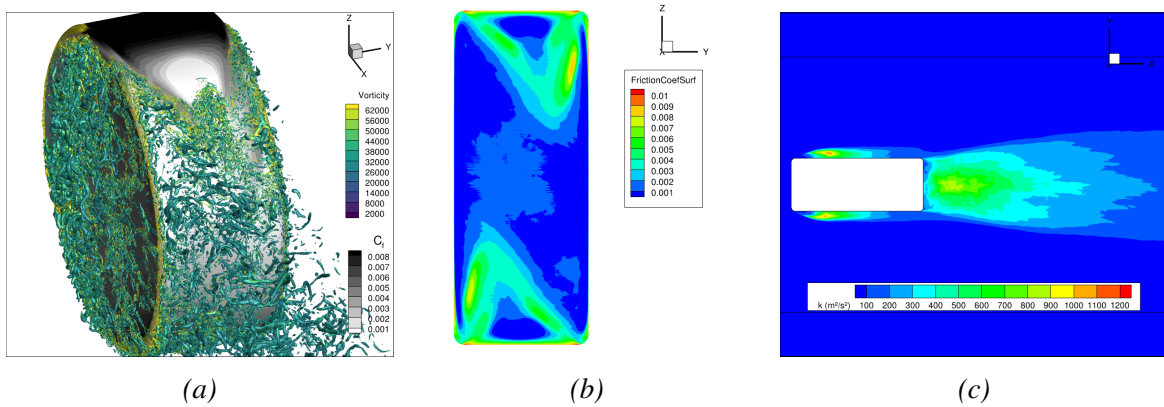 Z
Y
X
Vorticity
62000
56000
50000
44000
38000
32000
26000
20000
14000
8000
2000
Cf
0.008
0.007
0.006
0.005
0.004
0.003
0.002
0.001
(a)
Z
X
Y
FrictionCoefSurf
0.01
0.009
0.008
0.007
0.006
0.005
0.004
0.003
0.002
0.001
(b)
Y
Z
X
k (m²/s²)
100 200 300 400 500 600 700 800 900 1000 1100 1200
(c)